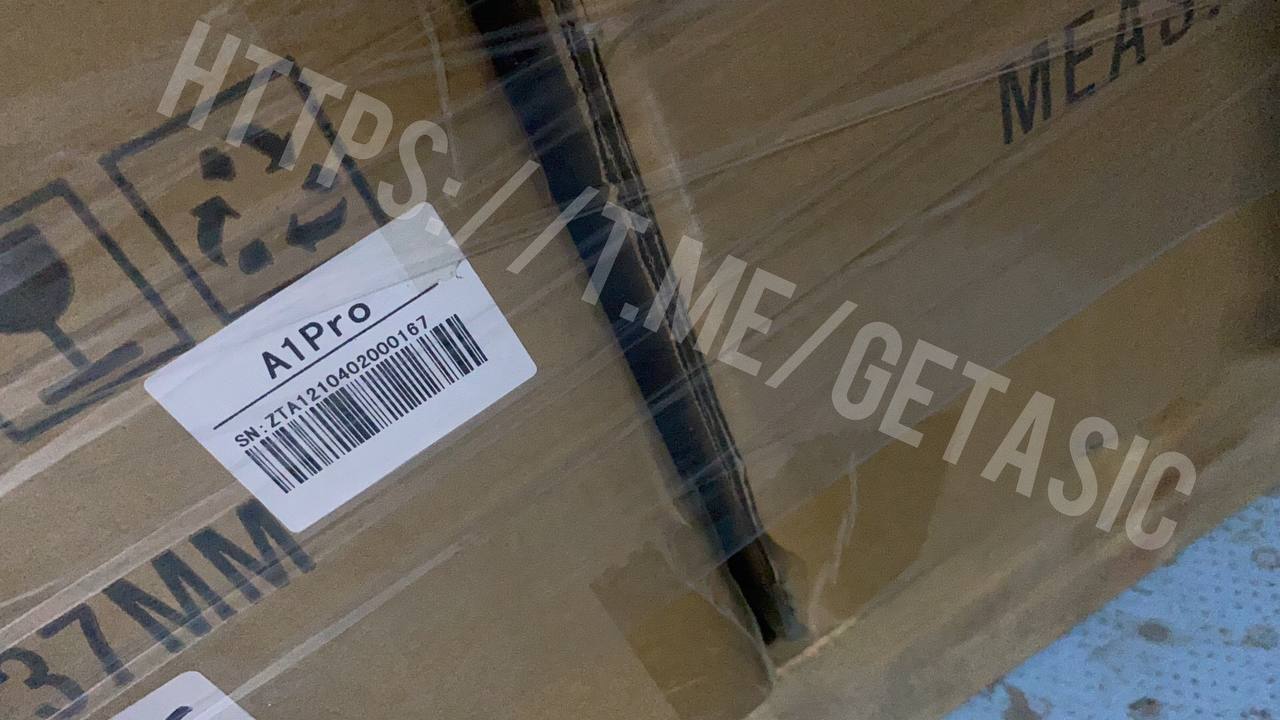 HTTPS://T.ME/GETASIC
MEAS.
A1Pro
SN:ZTA1210402000167
37MM